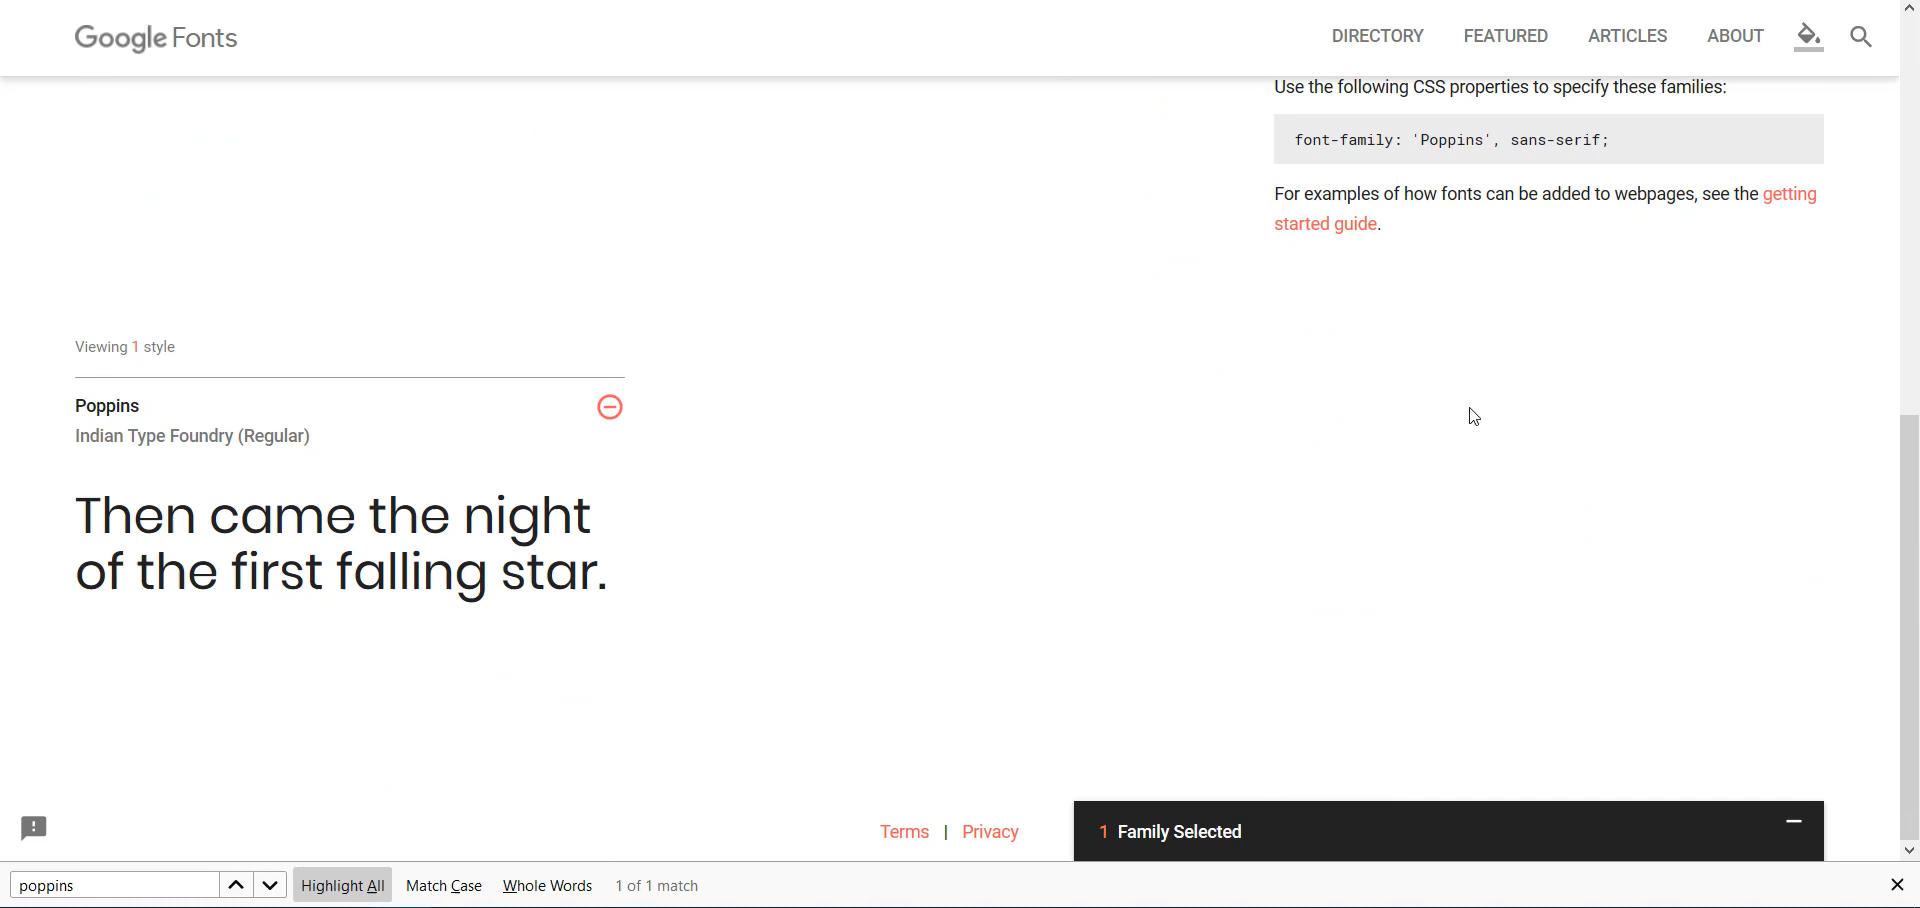 Google Fonts
DIRECTORY FEATURED ARTICLES ABOUT
Use the following CSS properties to specify these families:
font-family: 'Poppins', sans-serif;
For examples of how fonts can be added to webpages, see the getting
started guide.
Viewing 1 style
Poppins
Indian Type Foundry (Regular)
Then came the night
of the first falling star.
Terms | Privacy
1 Family Selected
poppins Highlight All Match Case Whole Words 1 of 1 match